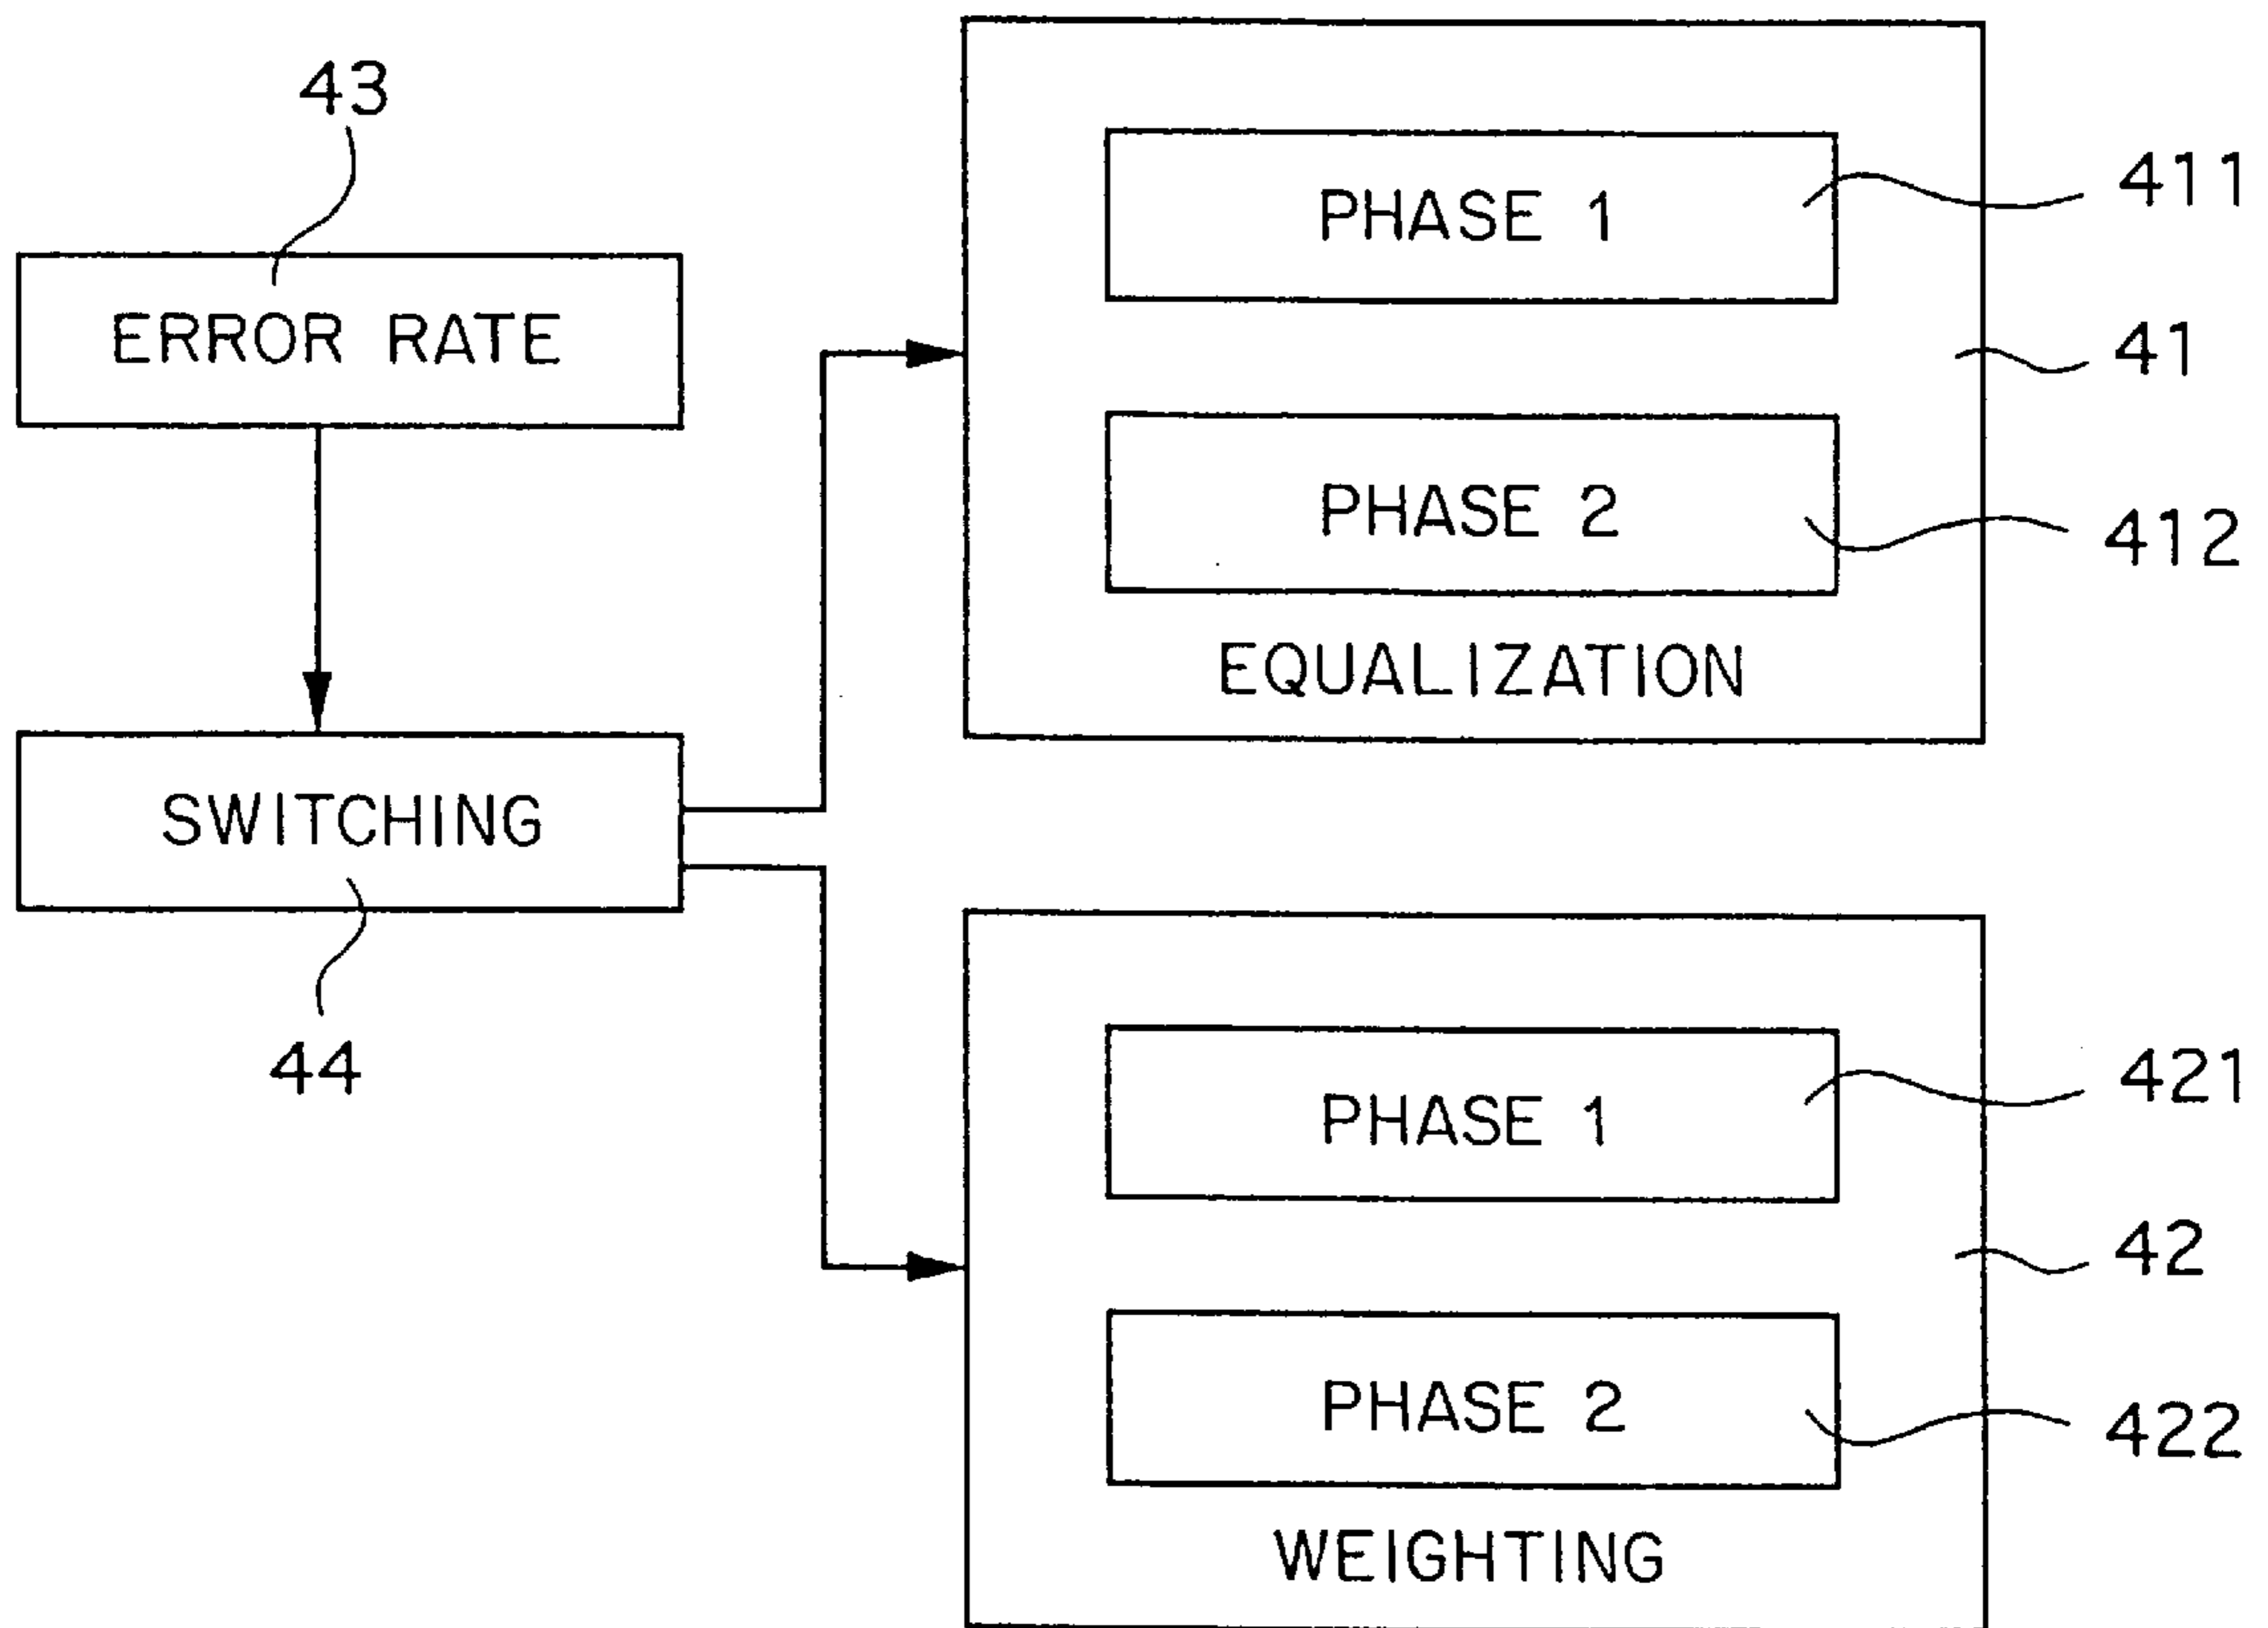 43
ERROR RATE
SWITCHING
44
PHASE 1
411
41
PHASE 2
412
EQUALIZATION
PHASE 1
421
42
PHASE 2
422
WEIGHTING